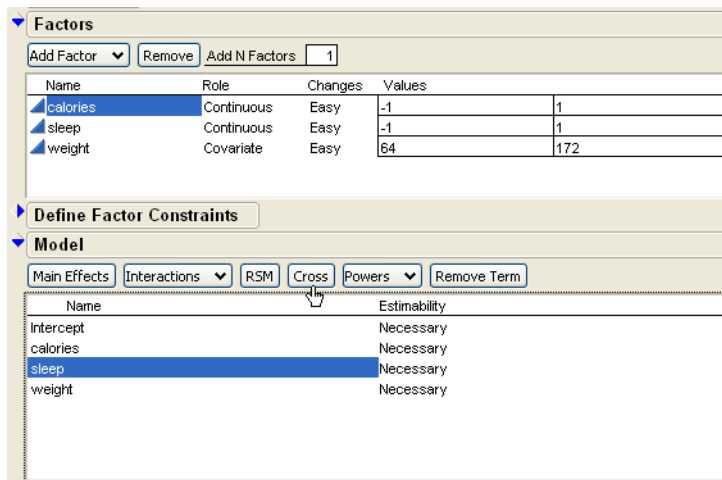 Factors
Add Factor Remove Add N Factors 1
Name Role Changes Values
calories Continuous Easy -1 1
sleep Continuous Easy -1 1
weight Covariate Easy 64 172
Define Factor Constraints
Model
Main Effects Interactions RSM Cross Powers Remove Term
Name Estimability
Intercept Necessary
calories Necessary
sleep Necessary
weight Necessary